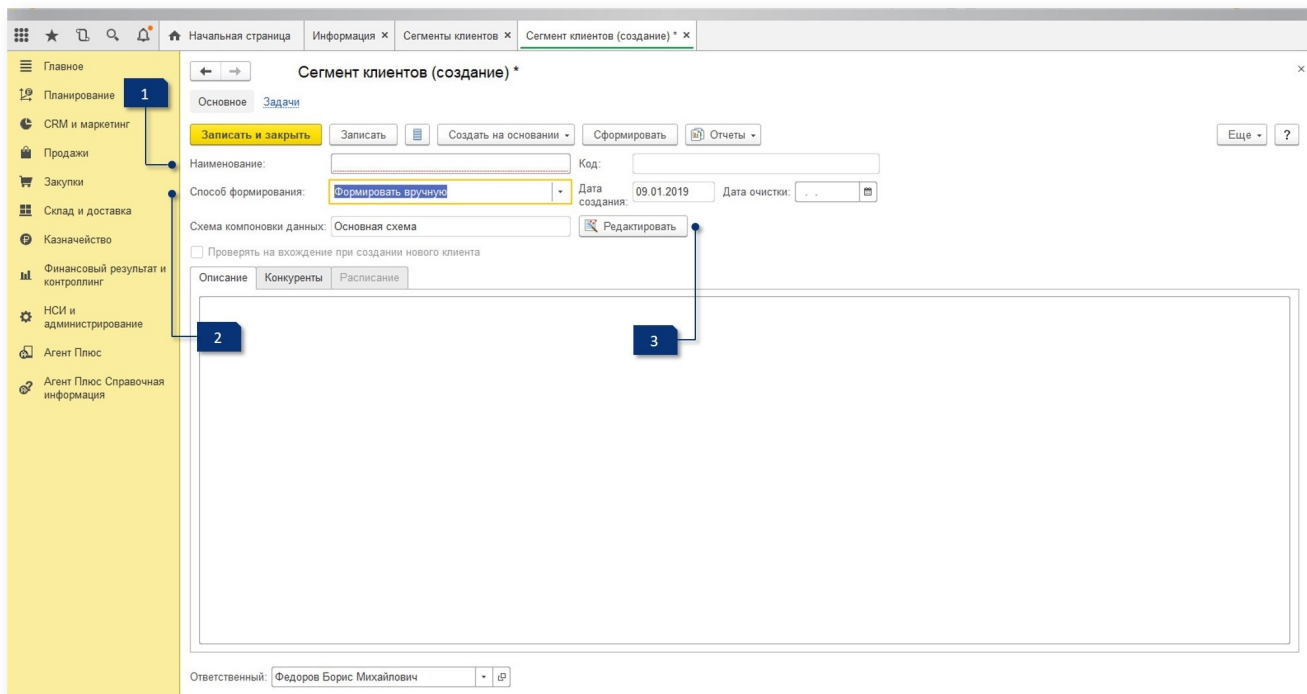 Начальная страница
Информация ×
Сегменты клиентов ×
Сегмент клиентов (создание) * ×
Главное
Планирование
CRM и маркетинг
Продажи
Закупки
Склад и доставка
Казначейство
Финансовый результат и
контроллинг
НСИ и
администрирование
Агент Плюс
Агент Плюс Справочная
информация
1
2
3
Сегмент клиентов (создание) *
×
Основное Задачи
Записать и закрыть Записать Создать на основании Сформировать Отчеты Еще ?
Наименование: Код:
Способ формирования: Формировать вручную Дата
создания: 09.01.2019 Дата очистки: . .
Схема компоновки данных: Основная схема Редактировать
Проверять на вхождение при создании нового клиента
Описание Конкуренты Расписание
Ответственный: Федоров Борис Михайлович